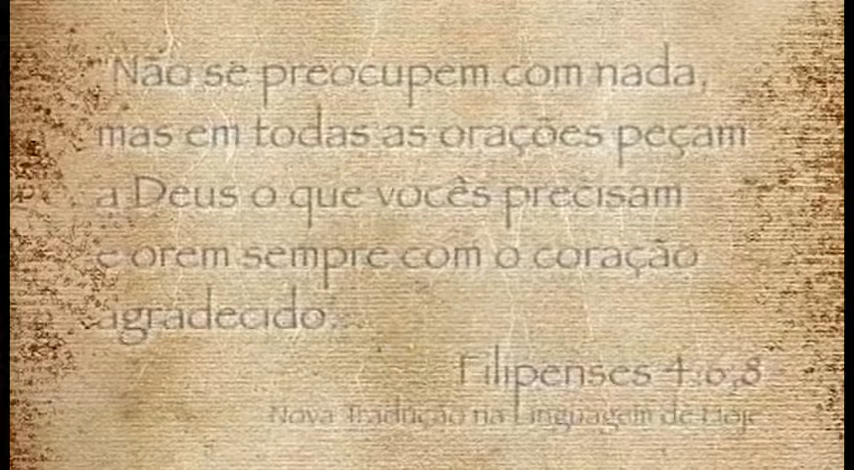 "Não se preocupem com nada,
mas em todas as orações peçam
a Deus o que vocês precisam
e orem sempre com o coração
agradecido...
Filipenses 4:6,8
Nova Tradução na Linguagem de Hoje